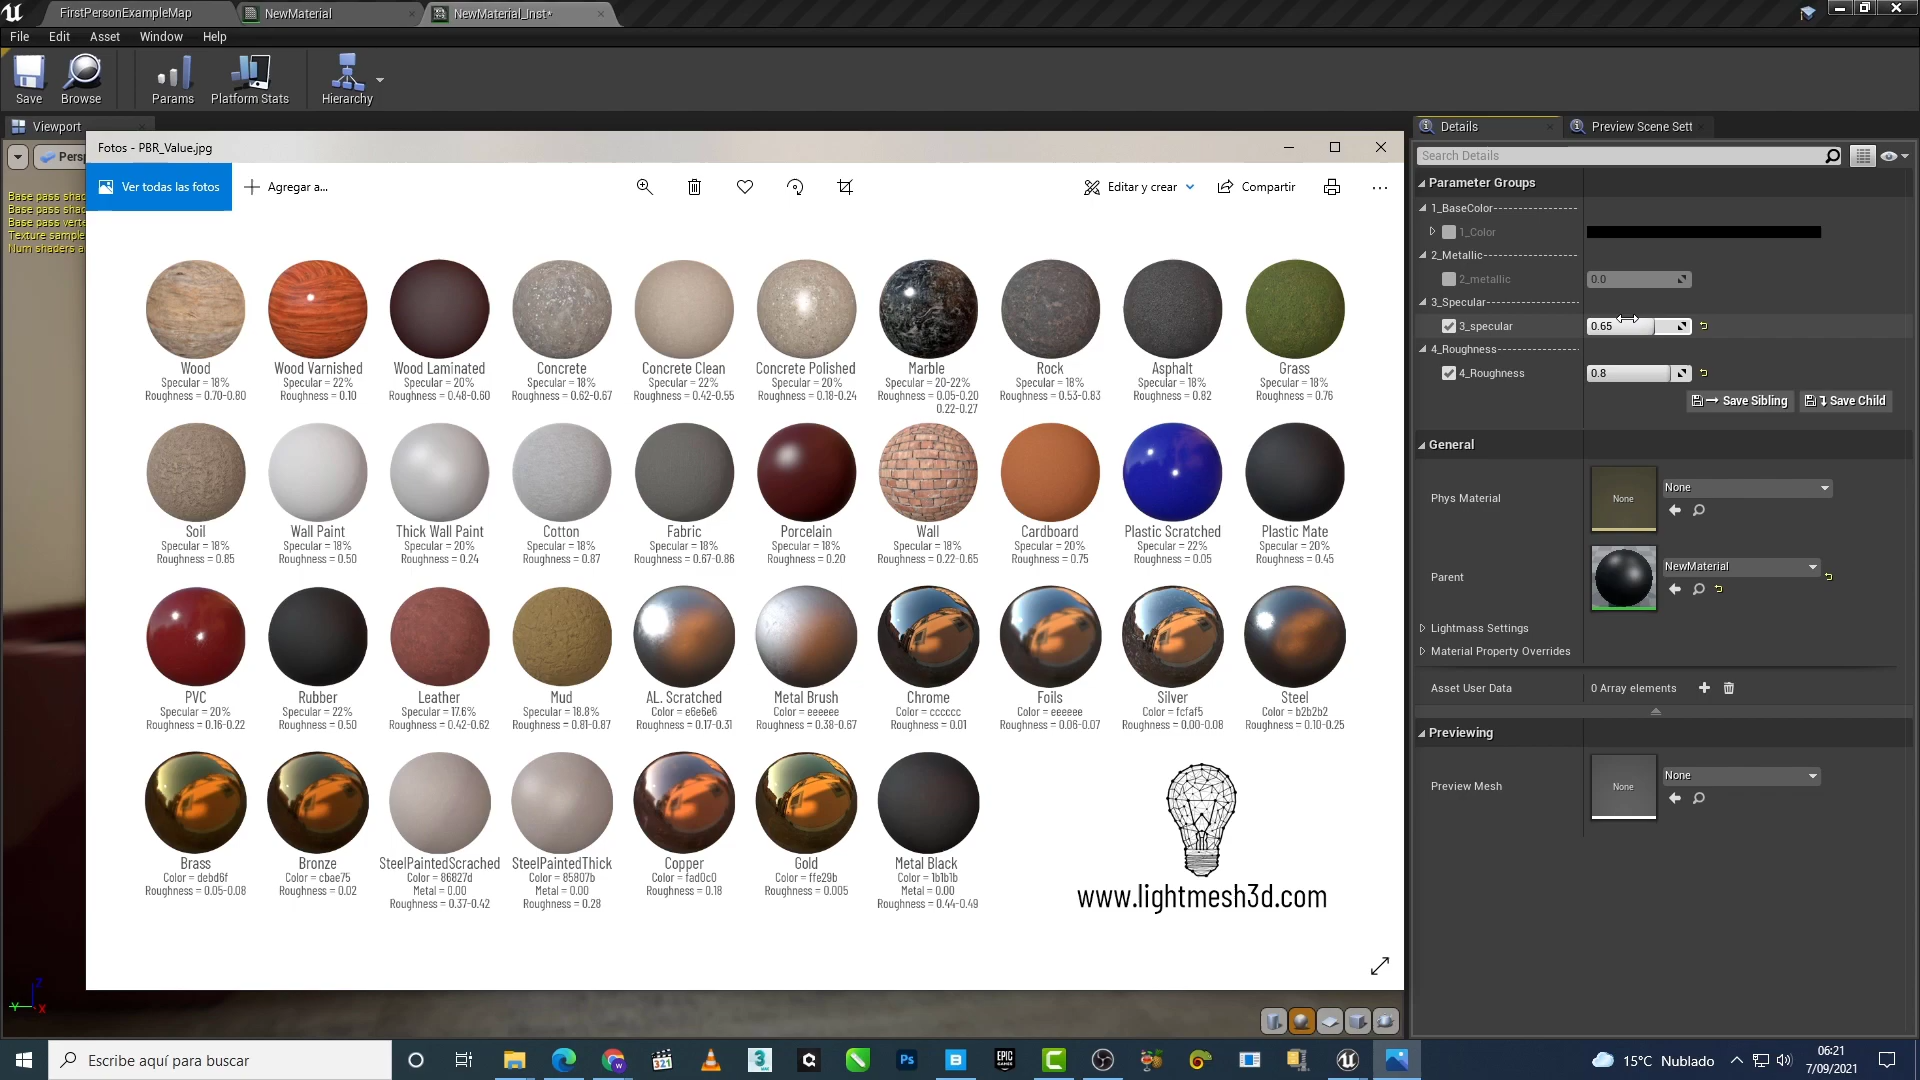 FirstPersonExampleMap
NewMaterial
NewMaterial_Inst*
File Edit Asset Window Help
Save Browse Params Platform Stats Hierarchy
Viewport
Details
Preview Scene Sett
Base pass shad
Base pass shad
Base pass verte
Texture sample
Num shaders a
Fotos - PBR_Value.jpg
Ver todas las fotos
Agregar a...
Editar y crear
Compartir
Wood
Specular = 18%
Roughness = 0.70-0.80
Wood Varnished
Specular = 22%
Roughness = 0.10
Wood Laminated
Specular = 20%
Roughness = 0.48-0.60
Concrete
Specular = 18%
Roughness = 0.62-0.67
Concrete Clean
Specular = 22%
Roughness = 0.42-0.55
Concrete Polished
Specular = 20%
Roughness = 0.18-0.24
Marble
Specular = 20-22%
Roughness = 0.05-0.20
0.22-0.27
Rock
Specular = 18%
Roughness = 0.53-0.83
Asphalt
Specular = 18%
Roughness = 0.82
Grass
Specular = 18%
Roughness = 0.76
Soil
Specular = 18%
Roughness = 0.85
Wall Paint
Specular = 18%
Roughness = 0.50
Thick Wall Paint
Specular = 20%
Roughness = 0.24
Cotton
Specular = 18%
Roughness = 0.87
Fabric
Specular = 18%
Roughness = 0.67-0.86
Porcelain
Specular = 18%
Roughness = 0.20
Wall
Specular = 18%
Roughness = 0.22-0.65
Cardboard
Specular = 20%
Roughness = 0.75
Plastic Scratched
Specular = 22%
Roughness = 0.05
Plastic Mate
Specular = 20%
Roughness = 0.45
PVC
Specular = 20%
Roughness = 0.16-0.22
Rubber
Specular = 22%
Roughness = 0.50
Leather
Specular = 17.6%
Roughness = 0.42-0.62
Mud
Specular = 18.8%
Roughness = 0.81-0.87
AL. Scratched
Color = e6e6e6
Roughness = 0.17-0.31
Metal Brush
Color = eeeeee
Roughness = 0.38-0.67
Chrome
Color = cccccc
Roughness = 0.01
Foils
Color = eeeeee
Roughness = 0.06-0.07
Silver
Color = fcfaf5
Roughness = 0.00-0.08
Steel
Color = b2b2b2
Roughness = 0.10-0.25
Brass
Color = debd6f
Roughness = 0.05-0.08
Bronze
Color = cbae75
Roughness = 0.02
SteelPaintedScrached
Color = 86827d
Metal = 0.00
Roughness = 0.37-0.42
SteelPaintedThick
Color = 85807b
Metal = 0.00
Roughness = 0.28
Copper
Color = fad0c0
Roughness = 0.18
Gold
Color = ffe29b
Roughness = 0.005
Metal Black
Color = 1b1b1b
Metal = 0.00
Roughness = 0.44-0.49
www.lightmesh3d.com
Search Details
Parameter Groups
1_BaseColor
1_Color
2_Metallic
2_metallic 0.0
3_Specular
3_specular 0.65
4_Roughness
4_Roughness 0.8
Save Sibling Save Child
General
Phys Material None None
Parent NewMaterial
Lightmass Settings
Material Property Overrides
Asset User Data 0 Array elements
Previewing
Preview Mesh None None
Z
Y
X
Escribe aquí para buscar
321
3
Ps
B
EPIC
GAMES
15°C Nublado
06:21
7/09/2021